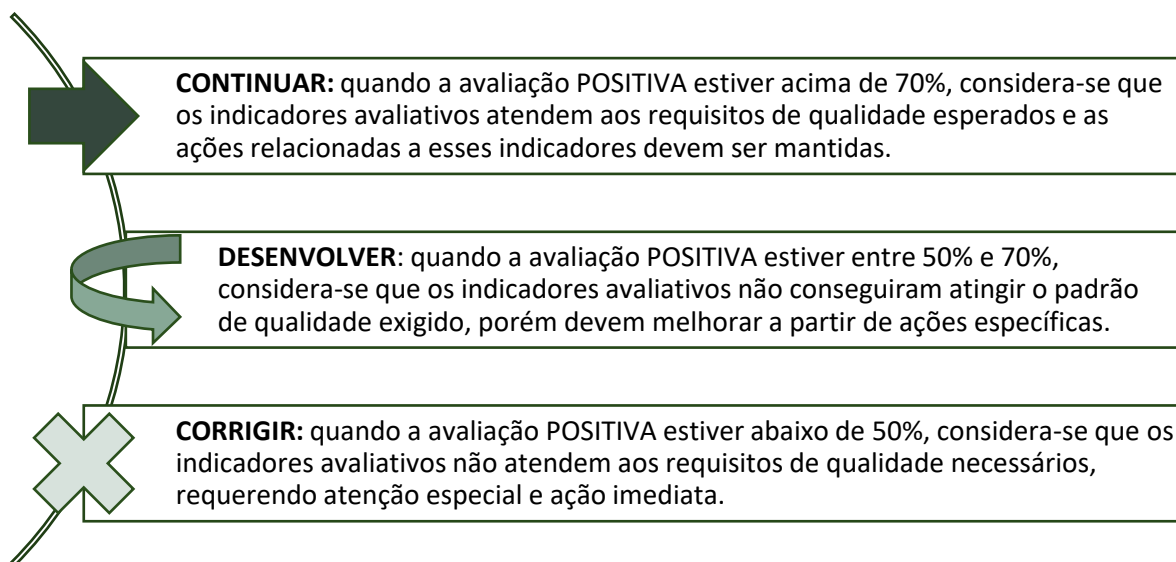 CONTINUAR: quando a avaliação POSITIVA estiver acima de 70%, considera-se que
os indicadores avaliativos atendem aos requisitos de qualidade esperados e as
ações relacionadas a esses indicadores devem ser mantidas.
DESENVOLVER: quando a avaliação POSITIVA estiver entre 50% e 70%,
considera-se que os indicadores avaliativos não conseguiram atingir o padrão
de qualidade exigido, porém devem melhorar a partir de ações específicas.
CORRIGIR: quando a avaliação POSITIVA estiver abaixo de 50%, considera-se que os
indicadores avaliativos não atendem aos requisitos de qualidade necessários,
requerendo atenção especial e ação imediata.